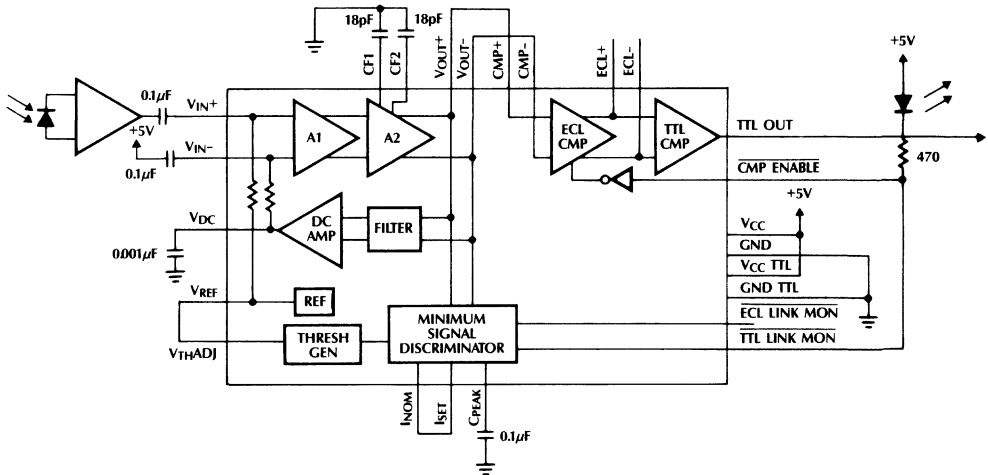 18pF
18pF
CF1
CF2
VOUT+
VOUT−
CMP+
CMP−
ECL+
ECL−
+5V
0.1µF
VIN+
+5V
VIN−
0.1µF
A1
A2
ECL
CMP
TTL
CMP
TTL OUT
470
CMP ENABLE
+5V
VDC
0.001µF
DC
AMP
FILTER
VCC
GND
VCC TTL
GND TTL
VREF
REF
MINIMUM
SIGNAL
DISCRIMINATOR
ECL LINK MON
TTL LINK MON
VTHADJ
THRESH
GEN
INOM
ISET
CPEAK
0.1µF